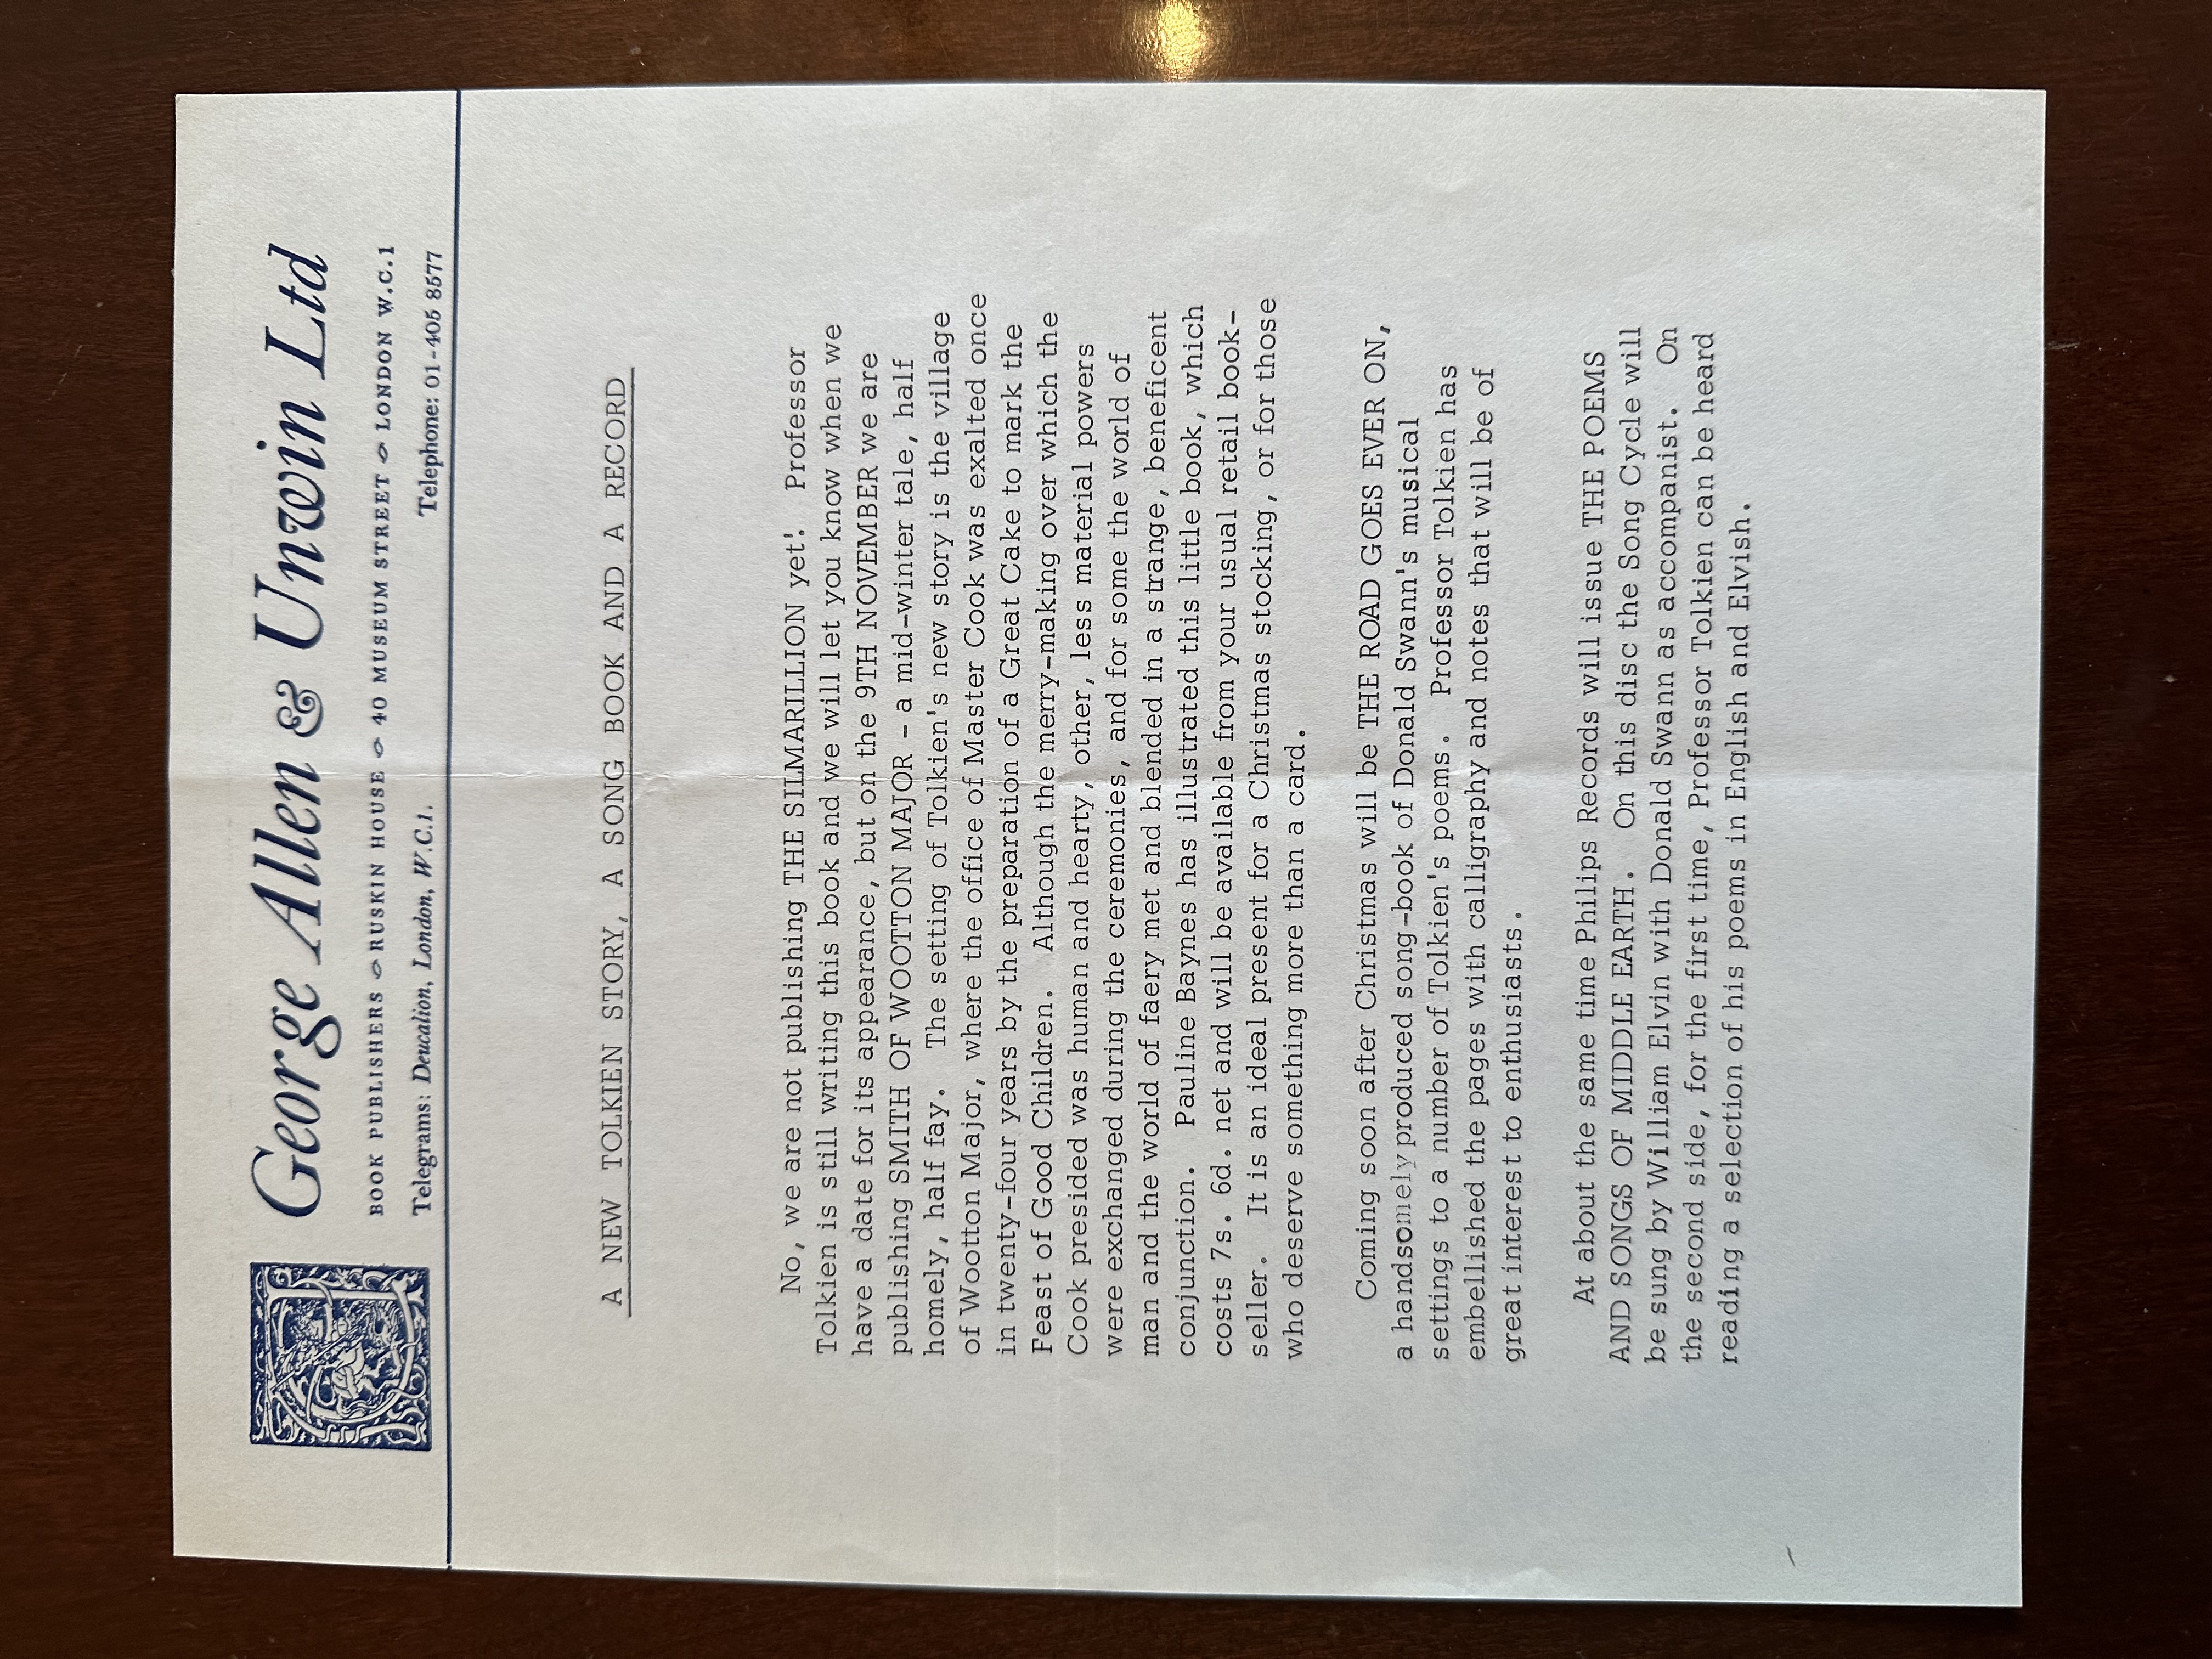 George Allen & Unwin Ltd
BOOK PUBLISHERS RUSKIN HOUSE 40 MUSEUM STREET LONDON W.C.1
Telegrams: Deucalion, London, W.C.1. Telephone: 01-405 8577
A NEW TOLKIEN STORY, A SONG BOOK AND A RECORD
No, we are not publishing THE SILMARILLION yet! Professor
Tolkien is still writing this book and we will let you know when we
have a date for its appearance, but on the 9TH NOVEMBER we are
publishing SMITH OF WOOTTON MAJOR - a mid-winter tale, half
homely, half fay. The setting of Tolkien's new story is the village
of Wootton Major, where the office of Master Cook was exalted once
in twenty-four years by the preparation of a Great Cake to mark the
Feast of Good Children. Although the merry-making over which the
Cook presided was human and hearty, other, less material powers
were exchanged during the ceremonies, and for some the world of
man and the world of faery met and blended in a strange, beneficent
conjunction. Pauline Baynes has illustrated this little book, which
costs 7s. 6d. net and will be available from your usual retail book-
seller. It is an ideal present for a Christmas stocking, or for those
who deserve something more than a card.
Coming soon after Christmas will be THE ROAD GOES EVER ON,
a handsomely produced song-book of Donald Swann's musical
settings to a number of Tolkien's poems. Professor Tolkien has
embellished the pages with calligraphy and notes that will be of
great interest to enthusiasts.
At about the same time Philips Records will issue THE POEMS
AND SONGS OF MIDDLE EARTH. On this disc the Song Cycle will
be sung by William Elvin with Donald Swann as accompanist. On
the second side, for the first time, Professor Tolkien can be heard
reading a selection of his poems in English and Elvish.